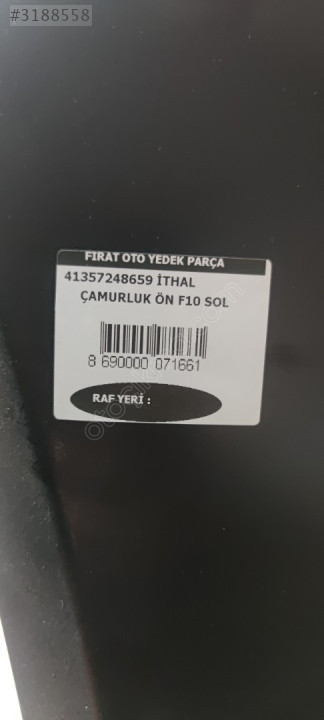 #3188558
FIRAT OTO YEDEK PARÇA
41357248659 İTHAL
ÇAMURLUK ÖN F10 SOL
8 690000 071661
RAF YERİ :